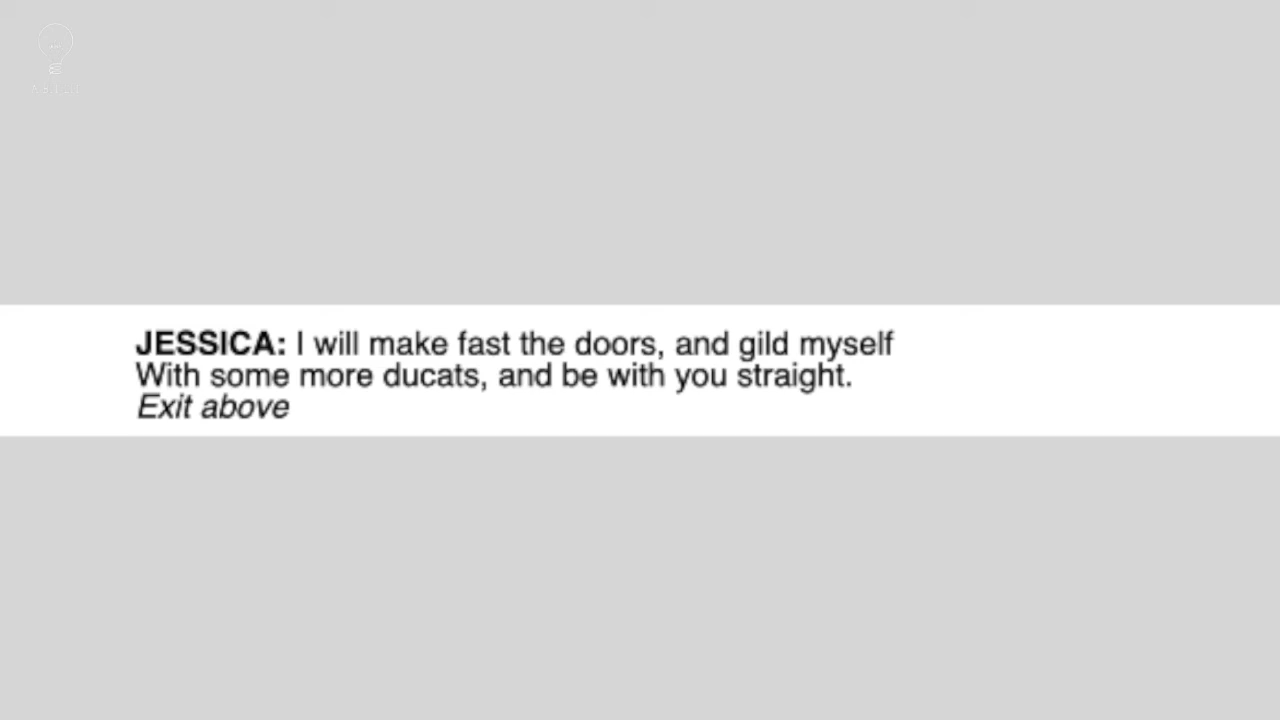 JESSICA: I will make fast the doors, and gild myself
With some more ducats, and be with you straight.
Exit above